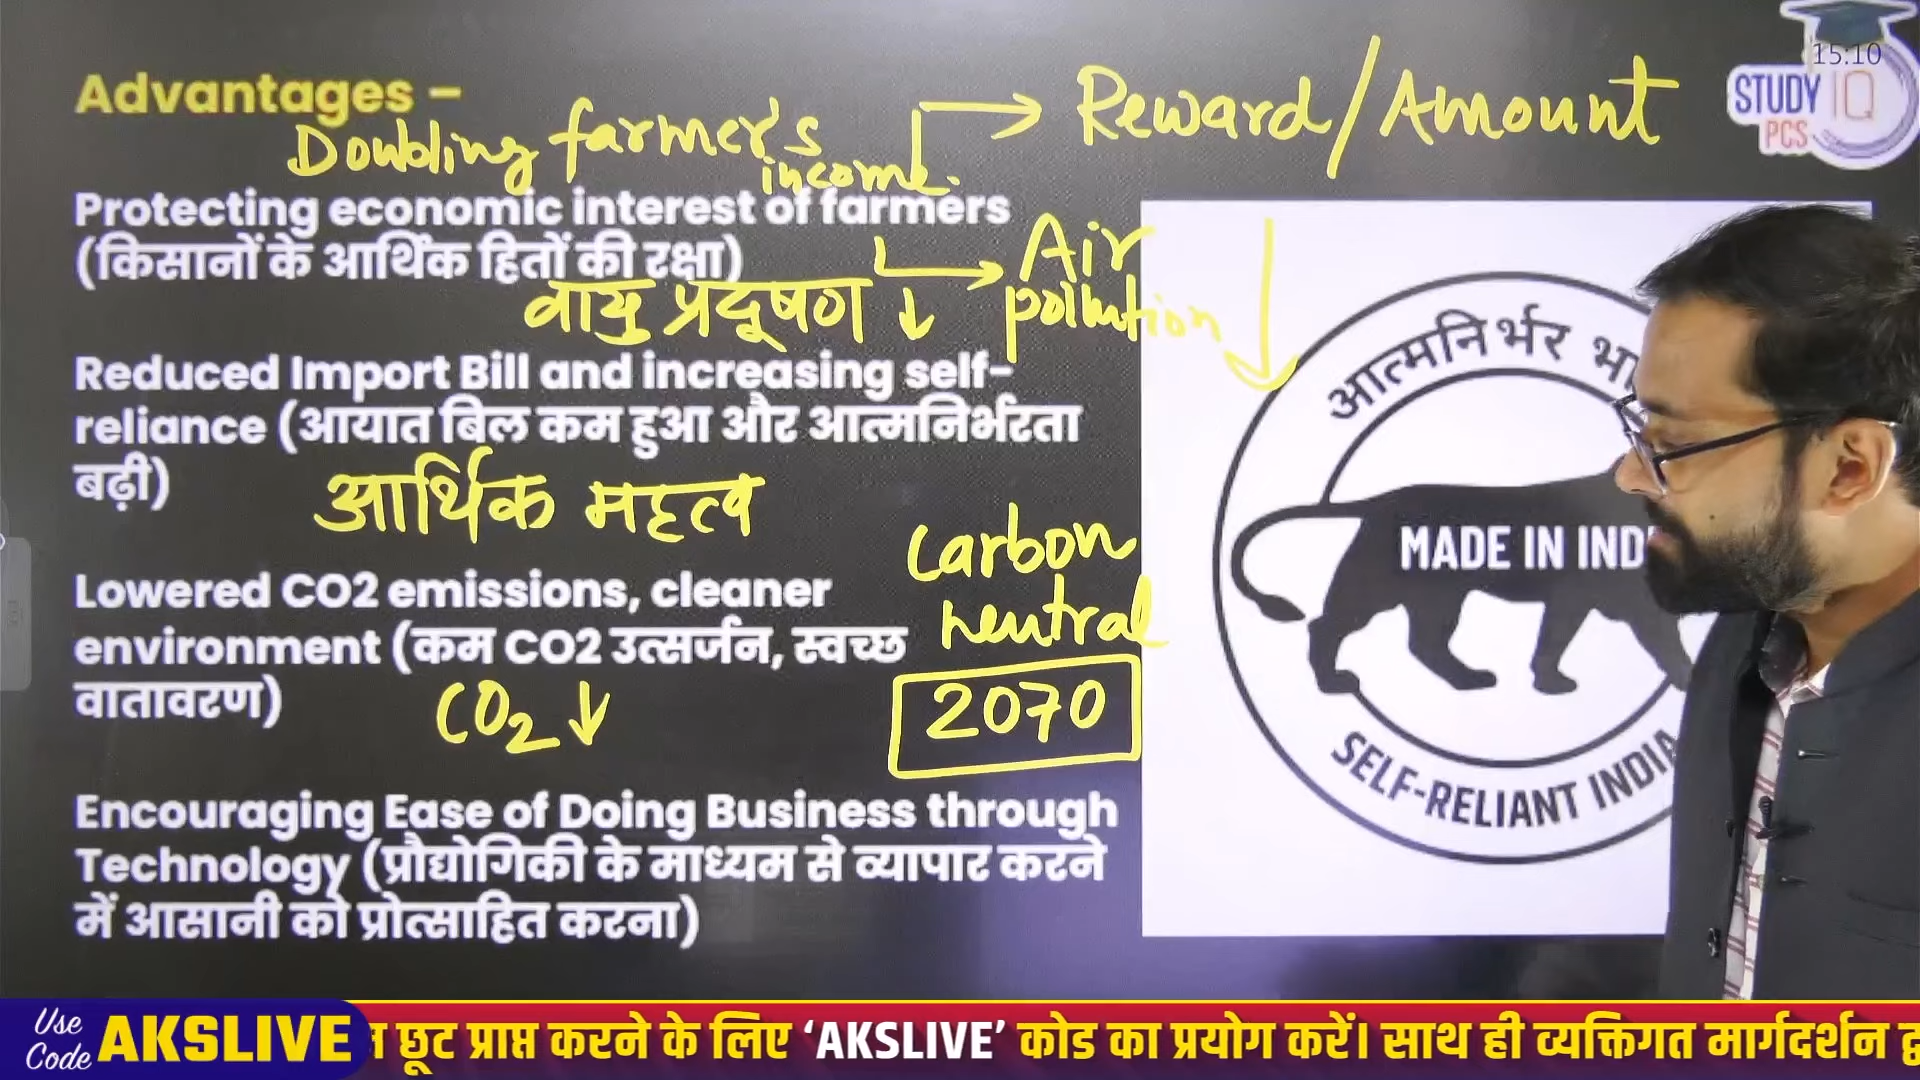 15:10
STUDY IQ
PCS
Advantages –
Doubling farmer's
income.
Reward/Amount
Protecting economic interest of farmers
(किसानों के आर्थिक हितों की रक्षा)
वायु प्रदूषण ↓
Air
pollution
Reduced Import Bill and increasing self-
reliance (आयात बिल कम हुआ और आत्मनिर्भरता
बढ़ी)
आर्थिक महत्व
Lowered CO2 emissions, cleaner
environment (कम CO2 उत्सर्जन, स्वच्छ
वातावरण)
CO2 ↓
Carbon
neutral
2070
Encouraging Ease of Doing Business through
Technology (प्रौद्योगिकी के माध्यम से व्यापार करने
में आसानी को प्रोत्साहित करना)
आत्मनिर्भर
MADE IN
SELF-RELIANT INDIA
Use
Code
AKSLIVE
छूट प्राप्त करने के लिए ‘AKSLIVE’ कोड का प्रयोग करें। साथ ही व्यक्तिगत मार्गदर्शन